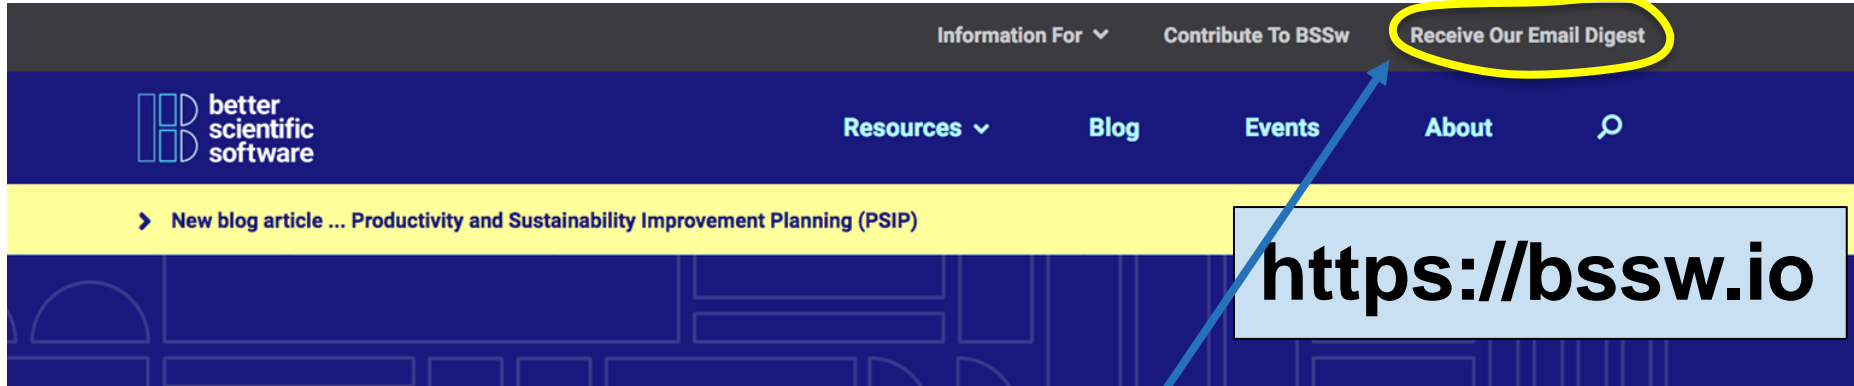 Information For
Contribute To BSSw
Receive Our Email Digest
better
scientific
software
Resources
Blog
Events
About
New blog article ... Productivity and Sustainability Improvement Planning (PSIP)
https://bssw.io